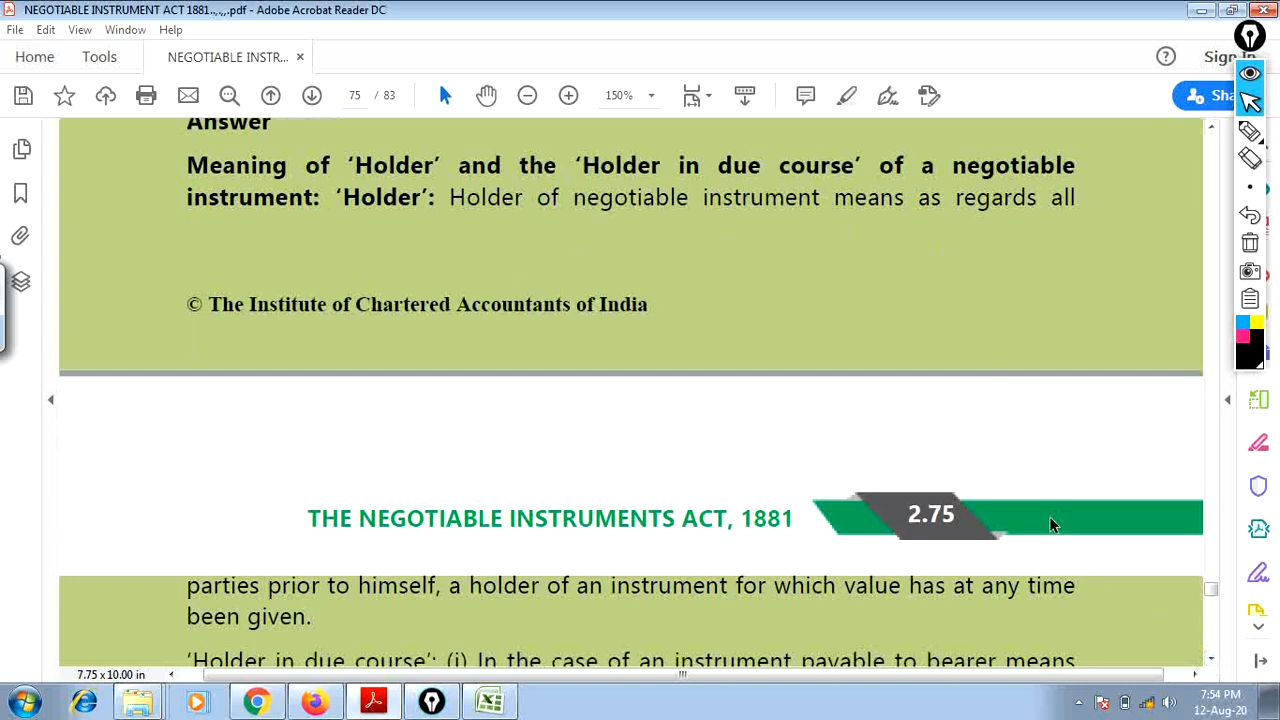 NEGOTIABLE INSTRUMENT ACT 1881..,.,,.pdf - Adobe Acrobat Reader DC
File Edit View Window Help
Home Tools NEGOTIABLE INSTR... × Sign In
75 / 83 150% Sha
Answer
Meaning of ‘Holder’ and the ‘Holder in due course’ of a negotiable
instrument: ‘Holder’: Holder of negotiable instrument means as regards all
© The Institute of Chartered Accountants of India
THE NEGOTIABLE INSTRUMENTS ACT, 1881 2.75
parties prior to himself, a holder of an instrument for which value has at any time
been given.
‘Holder in due course’: (i) In the case of an instrument payable to bearer means
7.75 x 10.00 in
7:54 PM
12-Aug-20